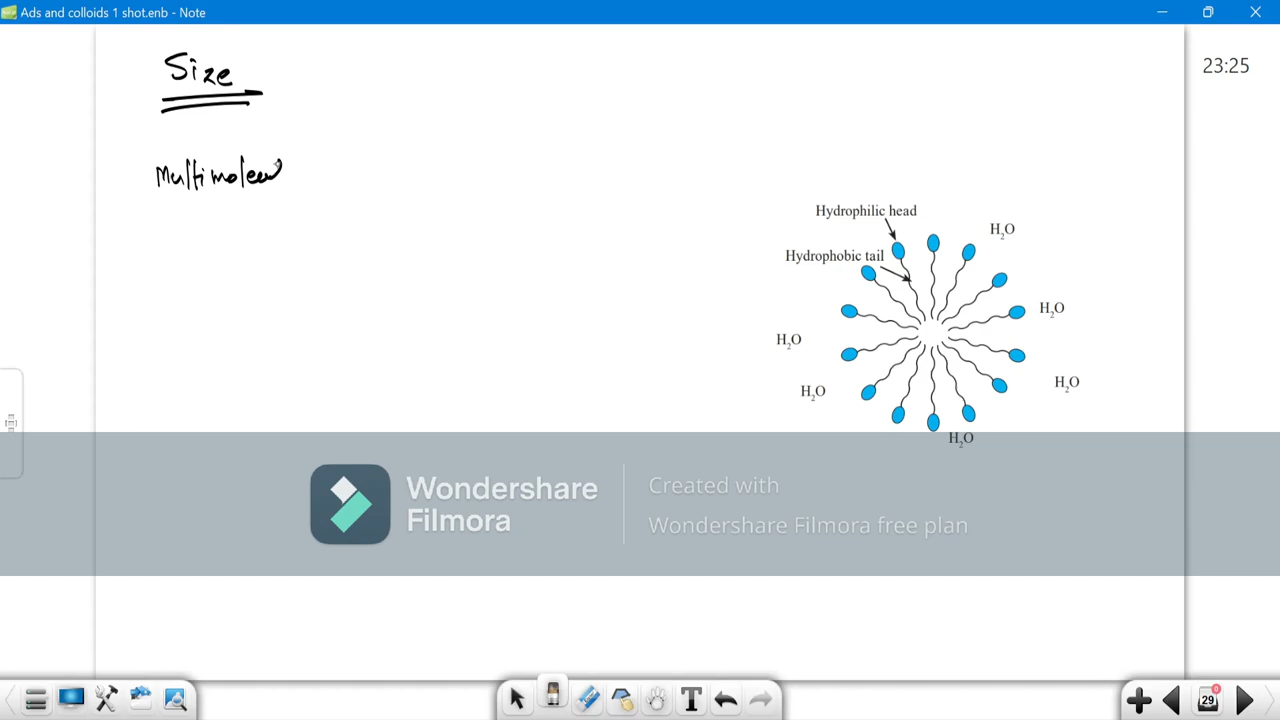 Ads and colloids 1 shot.enb - Note
23:25
Size
Multimolecu
Hydrophilic head
H₂O
Hydrophobic tail
H₂O
H₂O
H₂O
H₂O
H₂O
Wondershare
Filmora
Created with
Wondershare Filmora free plan
T
29
0